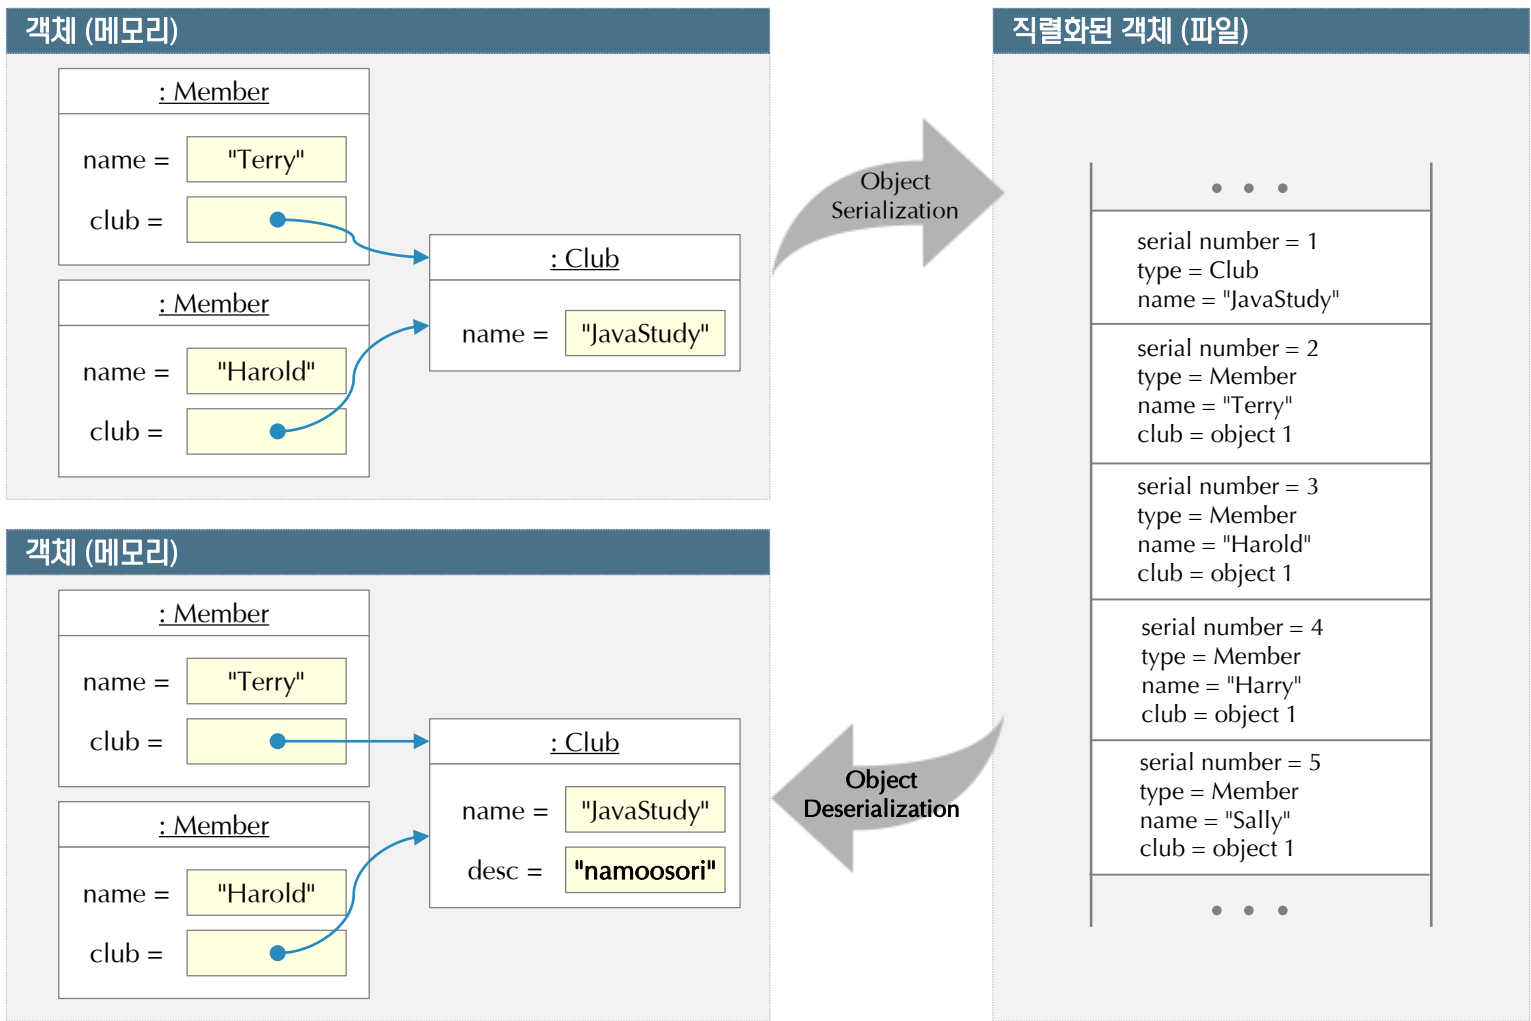 객체 (메모리)
: Member
name = "Terry"
club =
: Member
name = "Harold"
club =
: Club
name = "JavaStudy"
Object
Serialization
직렬화된 객체 (파일)
• • •
serial number = 1
type = Club
name = "JavaStudy"
serial number = 2
type = Member
name = "Terry"
club = object 1
serial number = 3
type = Member
name = "Harold"
club = object 1
serial number = 4
type = Member
name = "Harry"
club = object 1
serial number = 5
type = Member
name = "Sally"
club = object 1
• • •
객체 (메모리)
: Member
name = "Terry"
club =
: Member
name = "Harold"
club =
: Club
name = "JavaStudy"
desc = "namoosori"
Object
Deserialization